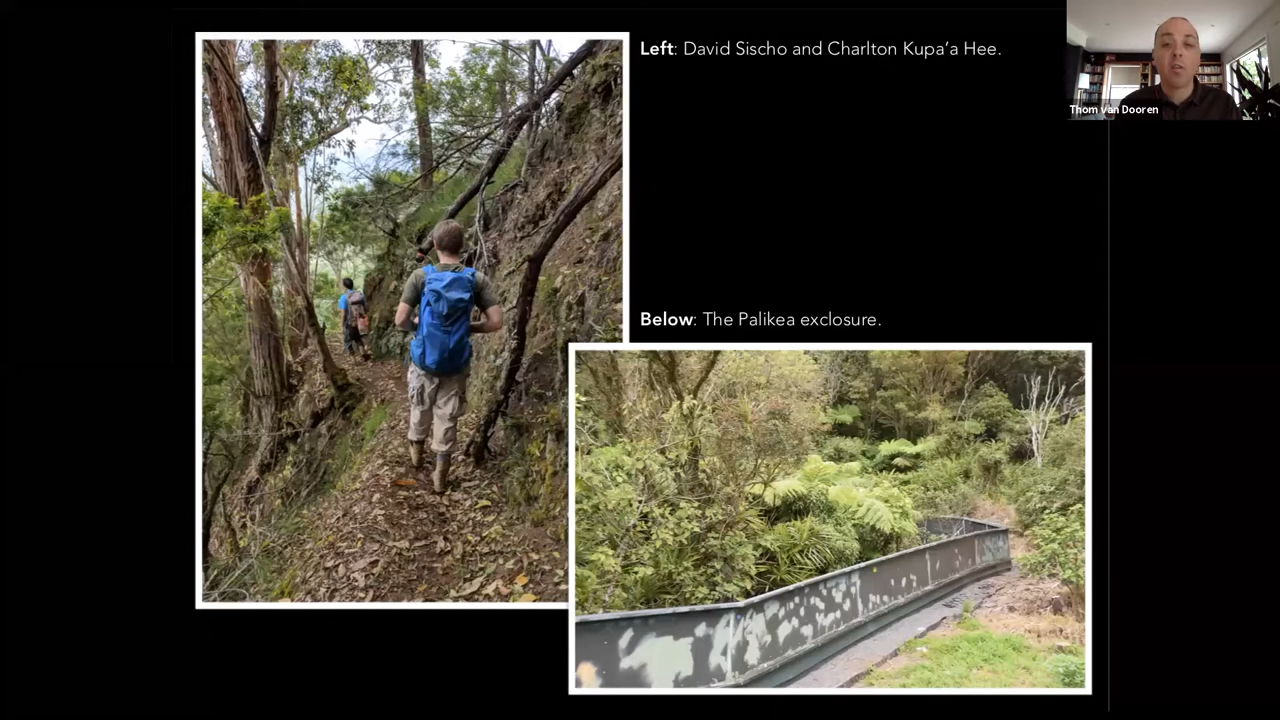 Left: David Sischo and Charlton Kupa’a Hee.
Thom van Dooren
Below: The Palikea exclosure.